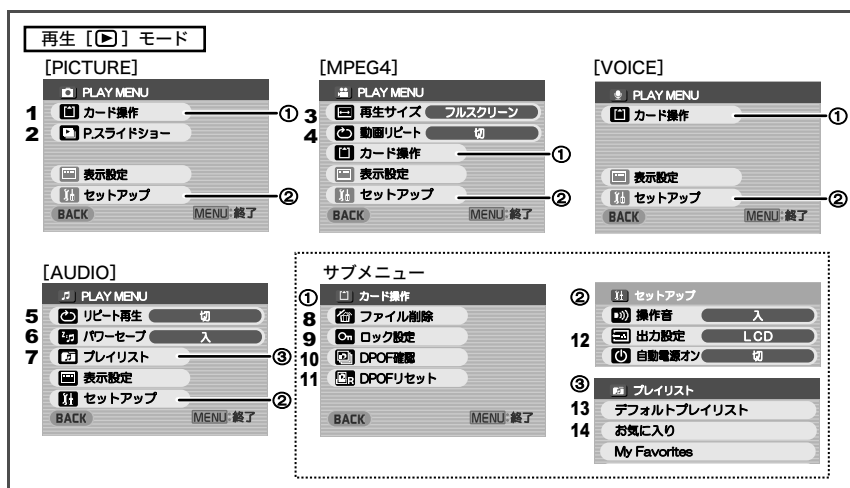 再生 [▶] モード
[PICTURE]
PLAY MENU
1 カード操作 ①
2 P.スライドショー
表示設定
セットアップ ②
BACK MENU:終了
[MPEG4]
PLAY MENU
3 再生サイズ フルスクリーン
4 動画リピート 切
カード操作 ①
表示設定
セットアップ ②
BACK MENU:終了
[VOICE]
PLAY MENU
カード操作 ①
表示設定
セットアップ ②
BACK MENU:終了
[AUDIO]
PLAY MENU
5 リピート再生 切
6 パワーセーブ 入
7 プレイリスト ③
表示設定
セットアップ ②
BACK MENU:終了
サブメニュー
① カード操作
8 ファイル削除
9 On ロック設定
10 DPOF確認
11 DPOFリセット
BACK MENU:終了
② セットアップ
操作音 入
12 出力設定 LCD
自動電源オン 切
③ プレイリスト
13 デフォルトプレイリスト
14 お気に入り
My Favorites